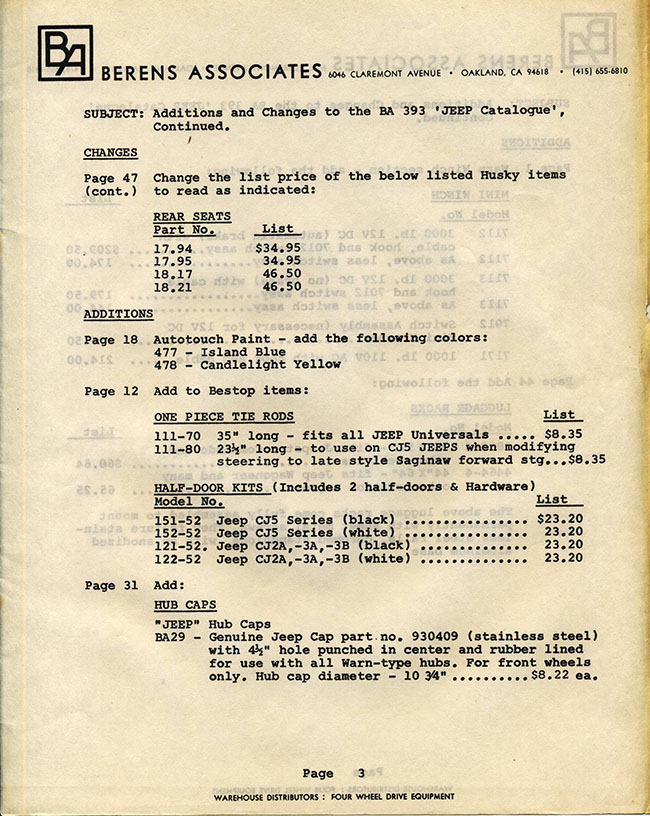 BA
BERENS ASSOCIATES 6046 CLAREMONT AVENUE • OAKLAND, CA 94618 • (415) 655-6810
SUBJECT: Additions and Changes to the BA 393 'JEEP Catalogue',
Continued.
CHANGES
Page 47 Change the list price of the below listed Husky items
(cont.) to read as indicated:
REAR SEATS
Part No. List
17.94 $34.95
17.95 34.95
18.17 46.50
18.21 46.50
ADDITIONS
Page 18 Autotouch Paint - add the following colors:
477 - Island Blue
478 - Candlelight Yellow
Page 12 Add to Bestop items:
ONE PIECE TIE RODS List
111-70 35" long - fits all JEEP Universals ..... $8.35
111-80 23½" long - to use on CJ5 JEEPS when modifying
steering to late style Saginaw forward stg...$8.35
HALF-DOOR KITS (Includes 2 half-doors & Hardware)
Model No. List
151-52 Jeep CJ5 Series (black) ................ $23.20
152-52 Jeep CJ5 Series (white) ................ 23.20
121-52. Jeep CJ2A,-3A,-3B (black) .............. 23.20
122-52 Jeep CJ2A,-3A,-3B (white) .............. 23.20
Page 31 Add:
HUB CAPS
"JEEP" Hub Caps
BA29 - Genuine Jeep Cap part no. 930409 (stainless steel)
with 4½" hole punched in center and rubber lined
for use with all Warn-type hubs. For front wheels
only. Hub cap diameter - 10 3/4" ..........$8.22 ea.
Page 3
WAREHOUSE DISTRIBUTORS : FOUR WHEEL DRIVE EQUIPMENT